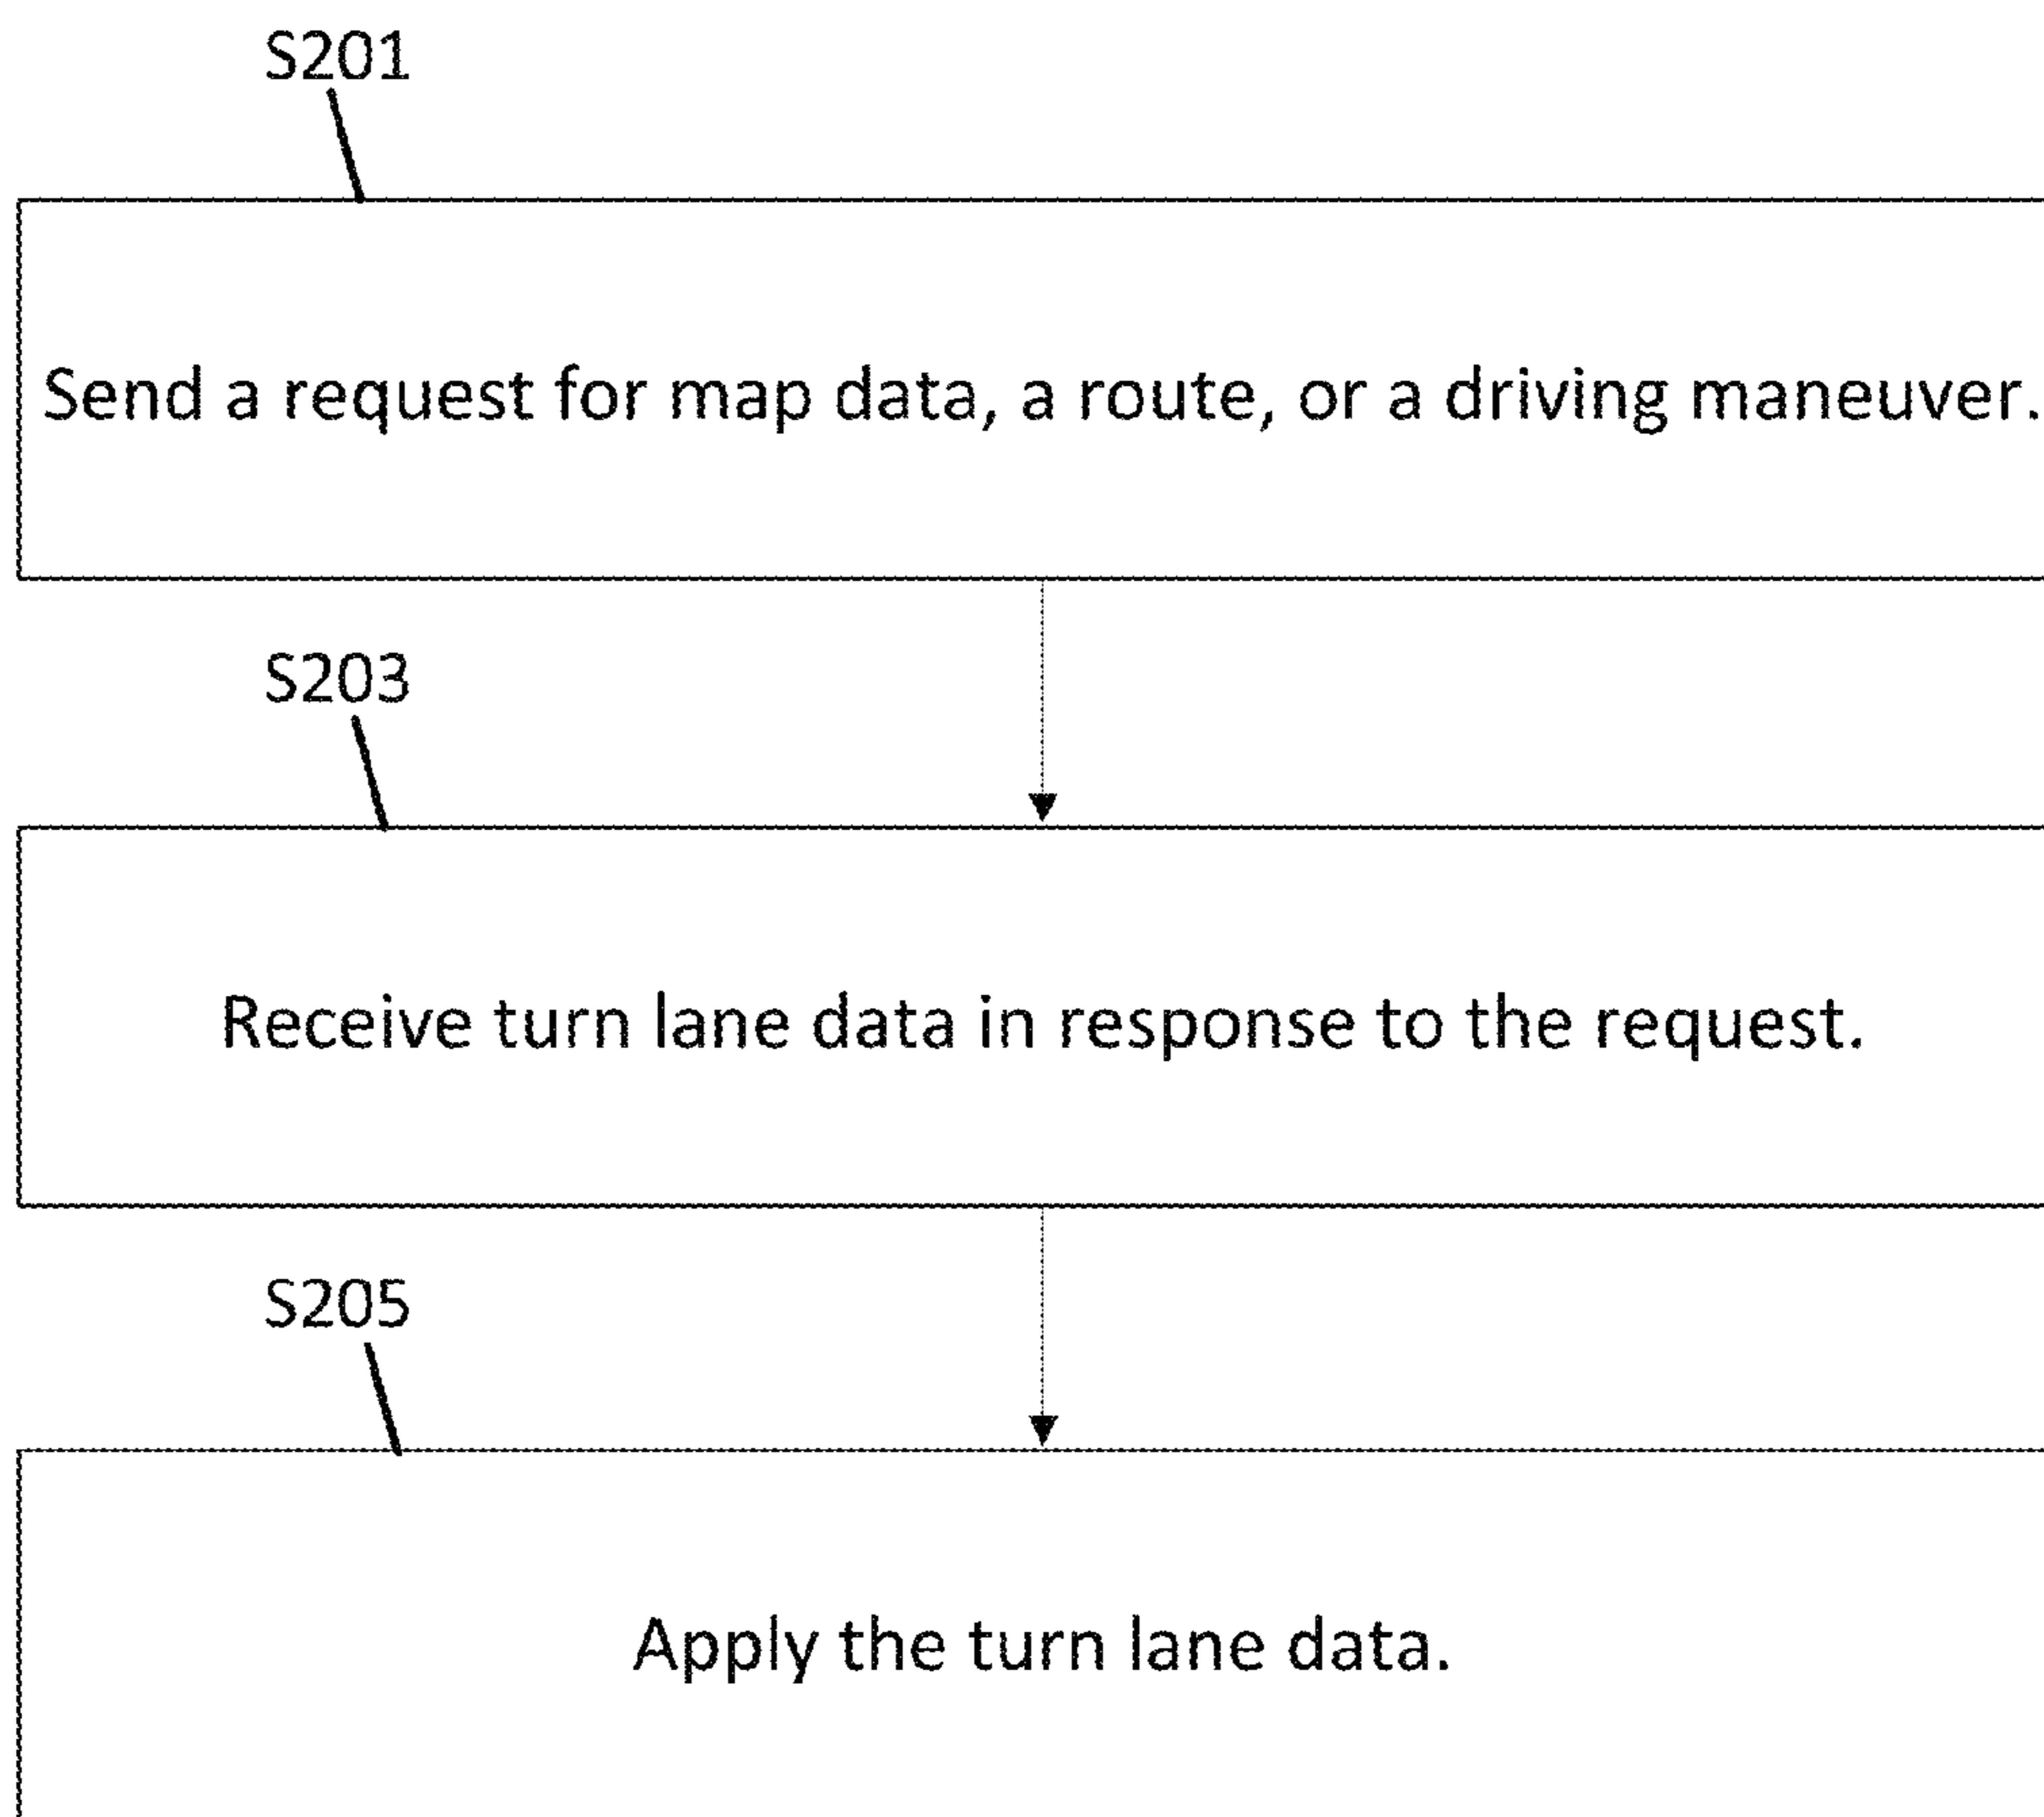 S201
Send a request for map data, a route, or a driving maneuver.
S203
Receive turn lane data in response to the request.
S205
Apply the turn lane data.